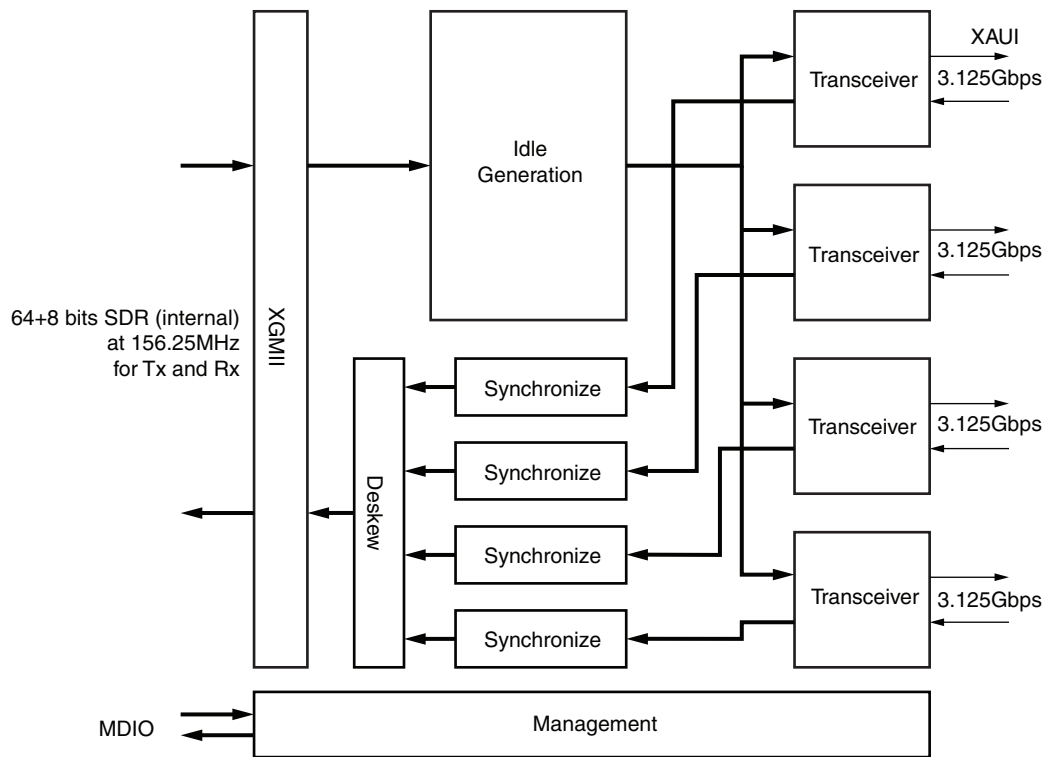 XAUI
Transceiver
3.125Gbps
Idle
Generation
Transceiver
3.125Gbps
64+8 bits SDR (internal)
at 156.25MHz
for Tx and Rx
XGMII
Synchronize
Transceiver
3.125Gbps
Synchronize
Deskew
Synchronize
Transceiver
3.125Gbps
Synchronize
MDIO
Management